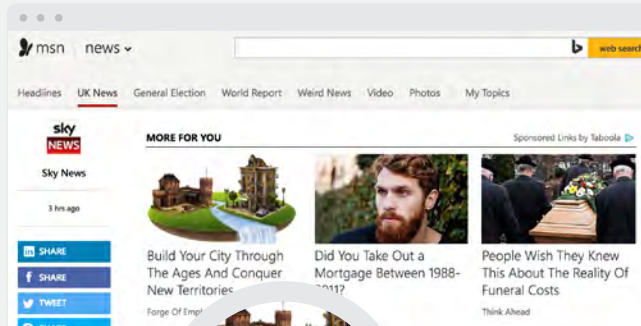 msn news
web search
Headlines UK News General Election World Report Weird News Video Photos My Topics
sky
NEWS
Sky News
3 hrs ago
MORE FOR YOU
Sponsored Links by Taboola
in SHARE
f SHARE
TWEET
SHARE
Build Your City Through
The Ages And Conquer
New Territories
Forge Of
Did You Take Out a
Mortgage Between 1988-
2011?
People Wish They Knew
This About The Reality Of
Funeral Costs
Think Ahead